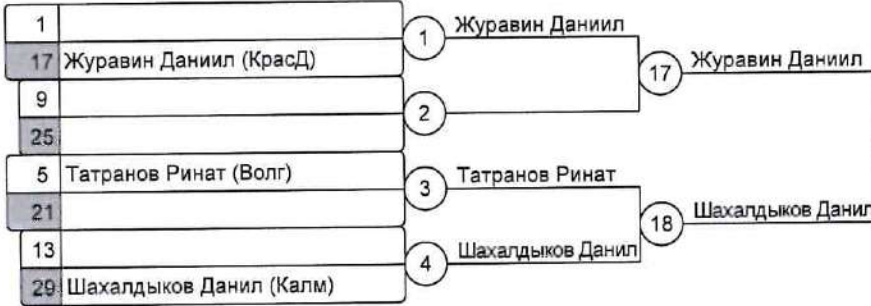 1
17 Журавин Даниил (КрасД)
1 Журавин Даниил
9
25
2
17 Журавин Даниил
5 Татранов Ринат (Волг)
21
3 Татранов Ринат
13
29 Шахалдыков Данил (Калм)
4 Шахалдыков Данил
18 Шахалдыков Данил